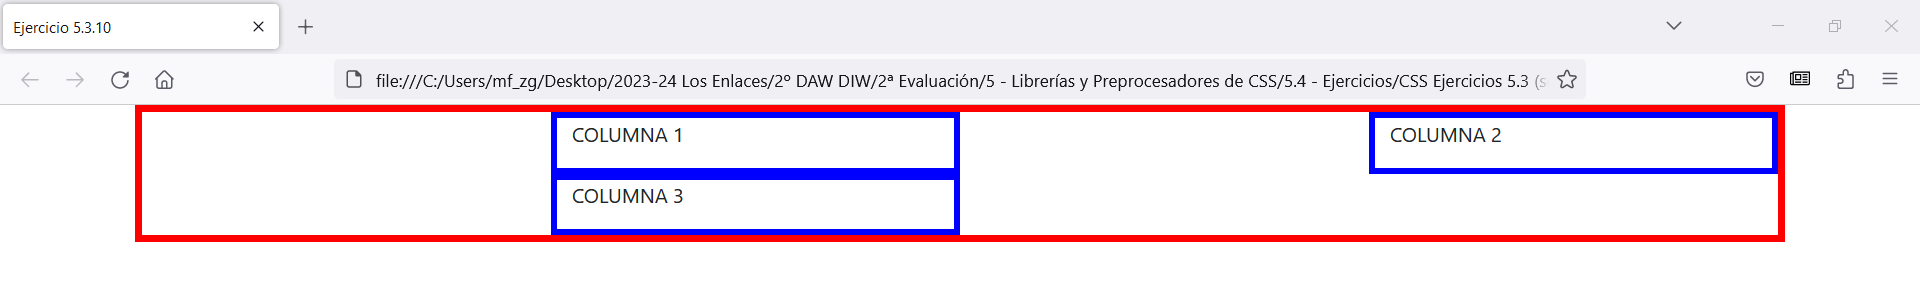 Ejercicio 5.3.10
file:///C:/Users/mf_zg/Desktop/2023-24 Los Enlaces/2º DAW DIW/2ª Evaluación/5 - Librerías y Preprocesadores de CSS/5.4 - Ejercicios/CSS Ejercicios 5.3 (s
COLUMNA 1 COLUMNA 2
COLUMNA 3